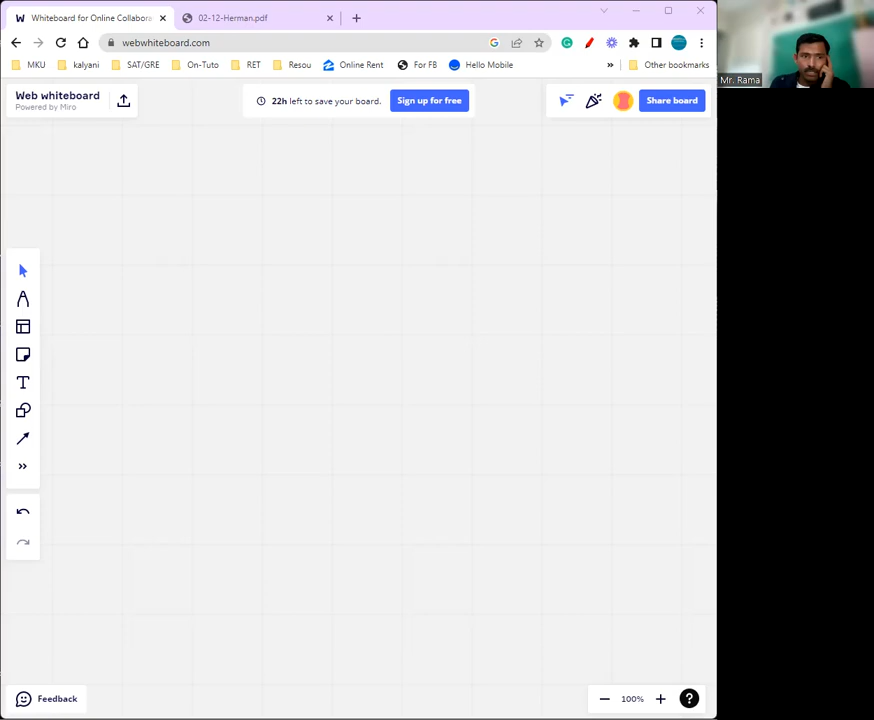 Whiteboard for Online Collabora
02-12-Herman.pdf
webwhiteboard.com
MKU
kalyani
SAT/GRE
On-Tuto
RET
Resou
Online Rent
For FB
Hello Mobile
»
Other bookmarks
Web whiteboard
Powered by Miro
22h left to save your board.
Sign up for free
Share board
Mr. Rama
Feedback
100%